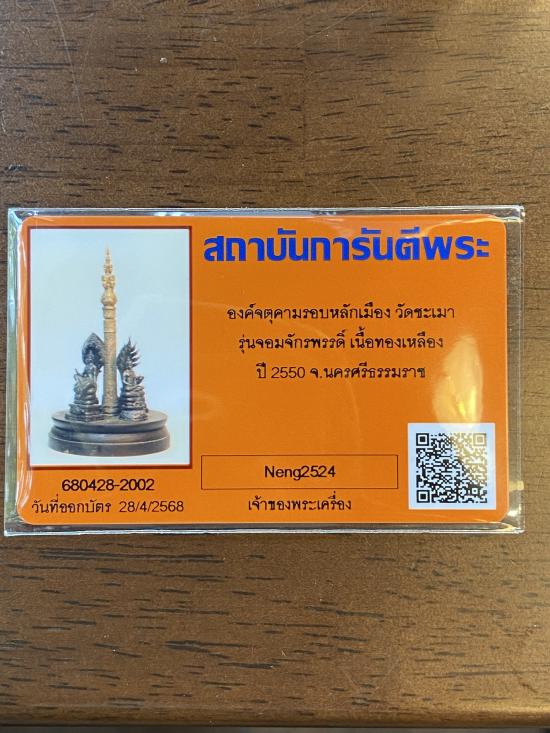 สถาบันการันตีพระ
องค์จตุคามรอบหลักเมือง วัดชะเมา
รุ่นจอมจักรพรรดิ์ เนื้อทองเหลือง
ปี 2550 จ.นครศรีธรรมราช
Neng2524
เจ้าของพระเครื่อง
680428-2002
วันที่ออกบัตร 28/4/2568